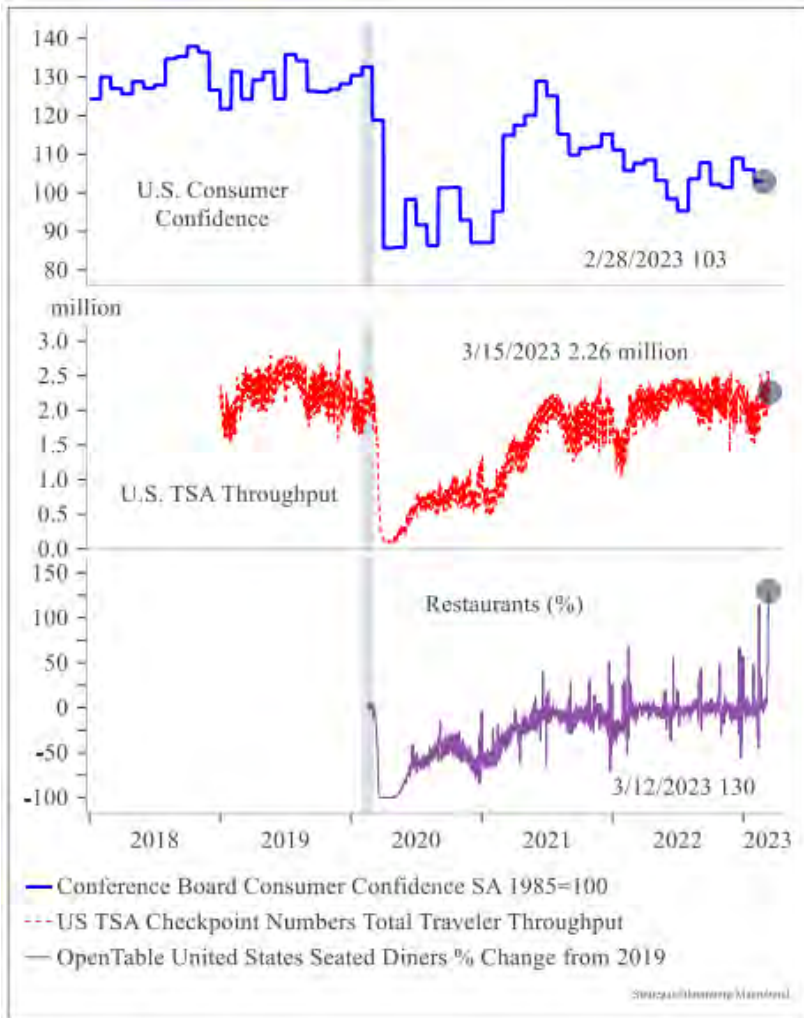 140
130
120
110
100
90
80
U.S. Consumer
Confidence
2/28/2023 103
million
3.0
2.5
2.0
1.5
1.0
0.5
0.0
3/15/2023 2.26 million
U.S. TSA Throughput
150
100
50
0
-50
-100
Restaurants (%)
3/12/2023 130
2018 2019 2020 2021 2022 2023
Conference Board Consumer Confidence SA 1985=100
US TSA Checkpoint Numbers Total Traveler Throughput
OpenTable United States Seated Diners % Change from 2019